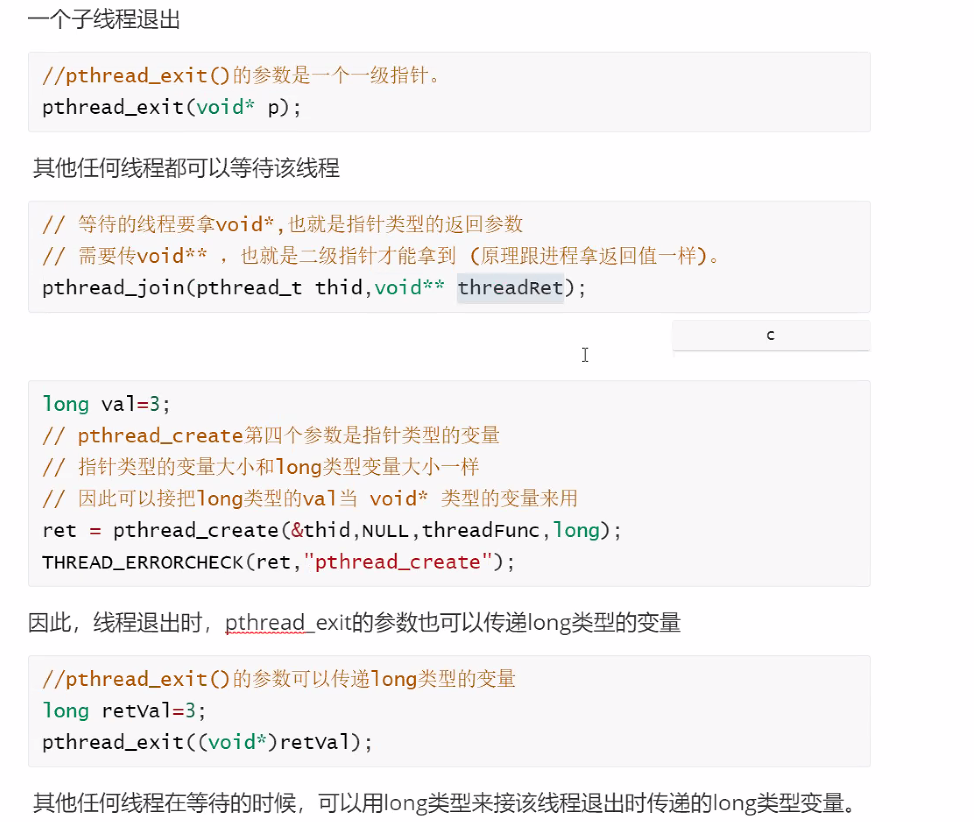 一个子线程退出
//pthread_exit()的参数是一个一级指针。
pthread_exit(void* p);
其他任何线程都可以等待该线程
// 等待的线程要拿void*,也就是指针类型的返回参数
// 需要传void** ，也就是二级指针才能拿到 (原理跟进程拿返回值一样)。
pthread_join(pthread_t thid,void** threadRet);
c
long val=3;
// pthread_create第四个参数是指针类型的变量
// 指针类型的变量大小和long类型变量大小一样
// 因此可以接把long类型的val当 void* 类型的变量来用
ret = pthread_create(&thid,NULL,threadFunc,long);
THREAD_ERRORCHECK(ret,"pthread_create");
因此，线程退出时，pthread_exit的参数也可以传递long类型的变量
//pthread_exit()的参数可以传递long类型的变量
long retVal=3;
pthread_exit((void*)retVal);
其他任何线程在等待的时候，可以用long类型来接该线程退出时传递的long类型变量。